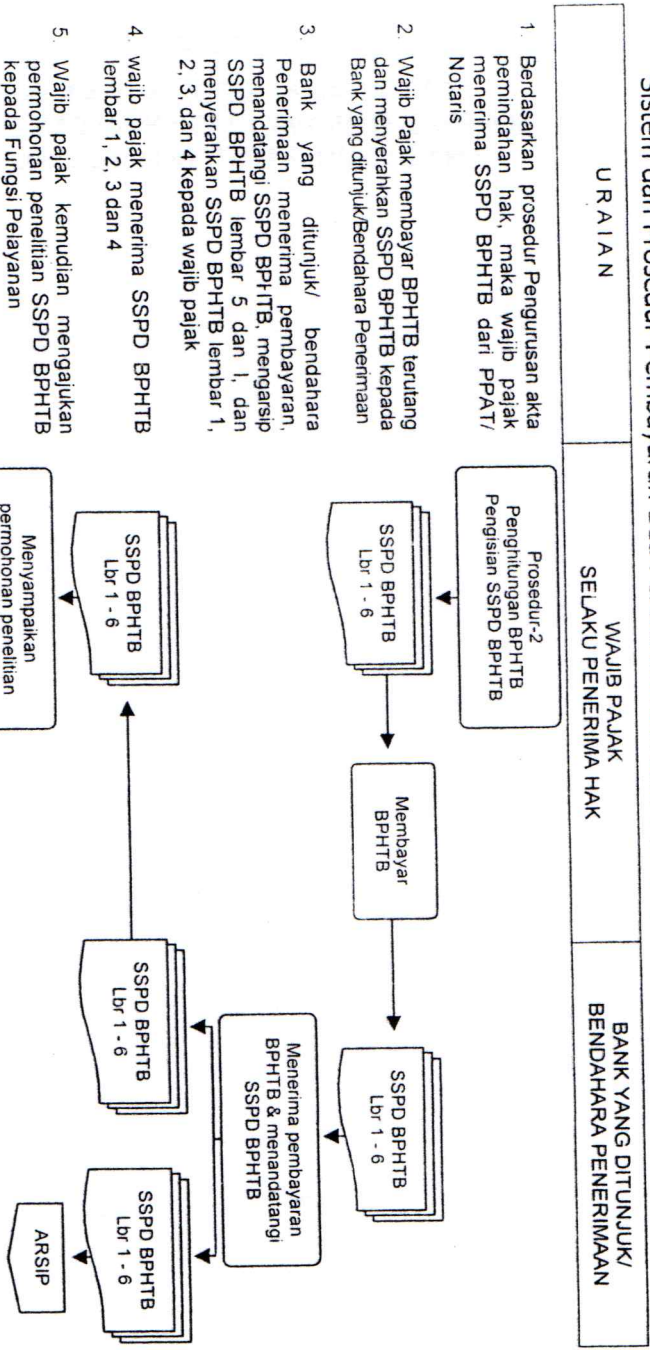 Sistem dan Prosedur Pembayaran
URAIAN
WAJIB PAJAK
SELAKU PENERIMA HAK
BANK YANG DITUNJUK/
BENDAHARA PENERIMAAN
1. Berdasarkan prosedur Pengurusan akta
pemindahan hak, maka wajib pajak
menerima SSPD BPHTB dari PPAT/
Notaris
2. Wajib Pajak membayar BPHTB terutang
dan menyerahkan SSPD BPHTB kepada
Bank yang ditunjuk/Bendahara Penerimaan
3. Bank yang ditunjuk/ bendahara
Penerimaan menerima pembayaran,
menandatangi SSPD BPHTB, mengarsip
SSPD BPHTB lembar 5 dan I, dan
menyerahkan SSPD BPHTB lembar 1,
2, 3, dan 4 kepada wajib pajak
4. wajib pajak menerima SSPD BPHTB
lembar 1, 2, 3 dan 4
5. Wajib pajak kemudian mengajukan
permohonan penelitian SSPD BPHTB
kepada Fungsi Pelayanan
Prosedur-2
Penghitungan BPHTB
Pengisian SSPD BPHTB
SSPD BPHTB
Lbr 1 - 6
Membayar
BPHTB
SSPD BPHTB
Lbr 1 - 6
Menerima pembayaran
BPHTB & menandatangi
SSPD BPHTB
SSPD BPHTB
Lbr 1 - 6
SSPD BPHTB
Lbr 1 - 6
ARSIP
SSPD BPHTB
Lbr 1 - 6
Menyampaikan
permohonan penelitian